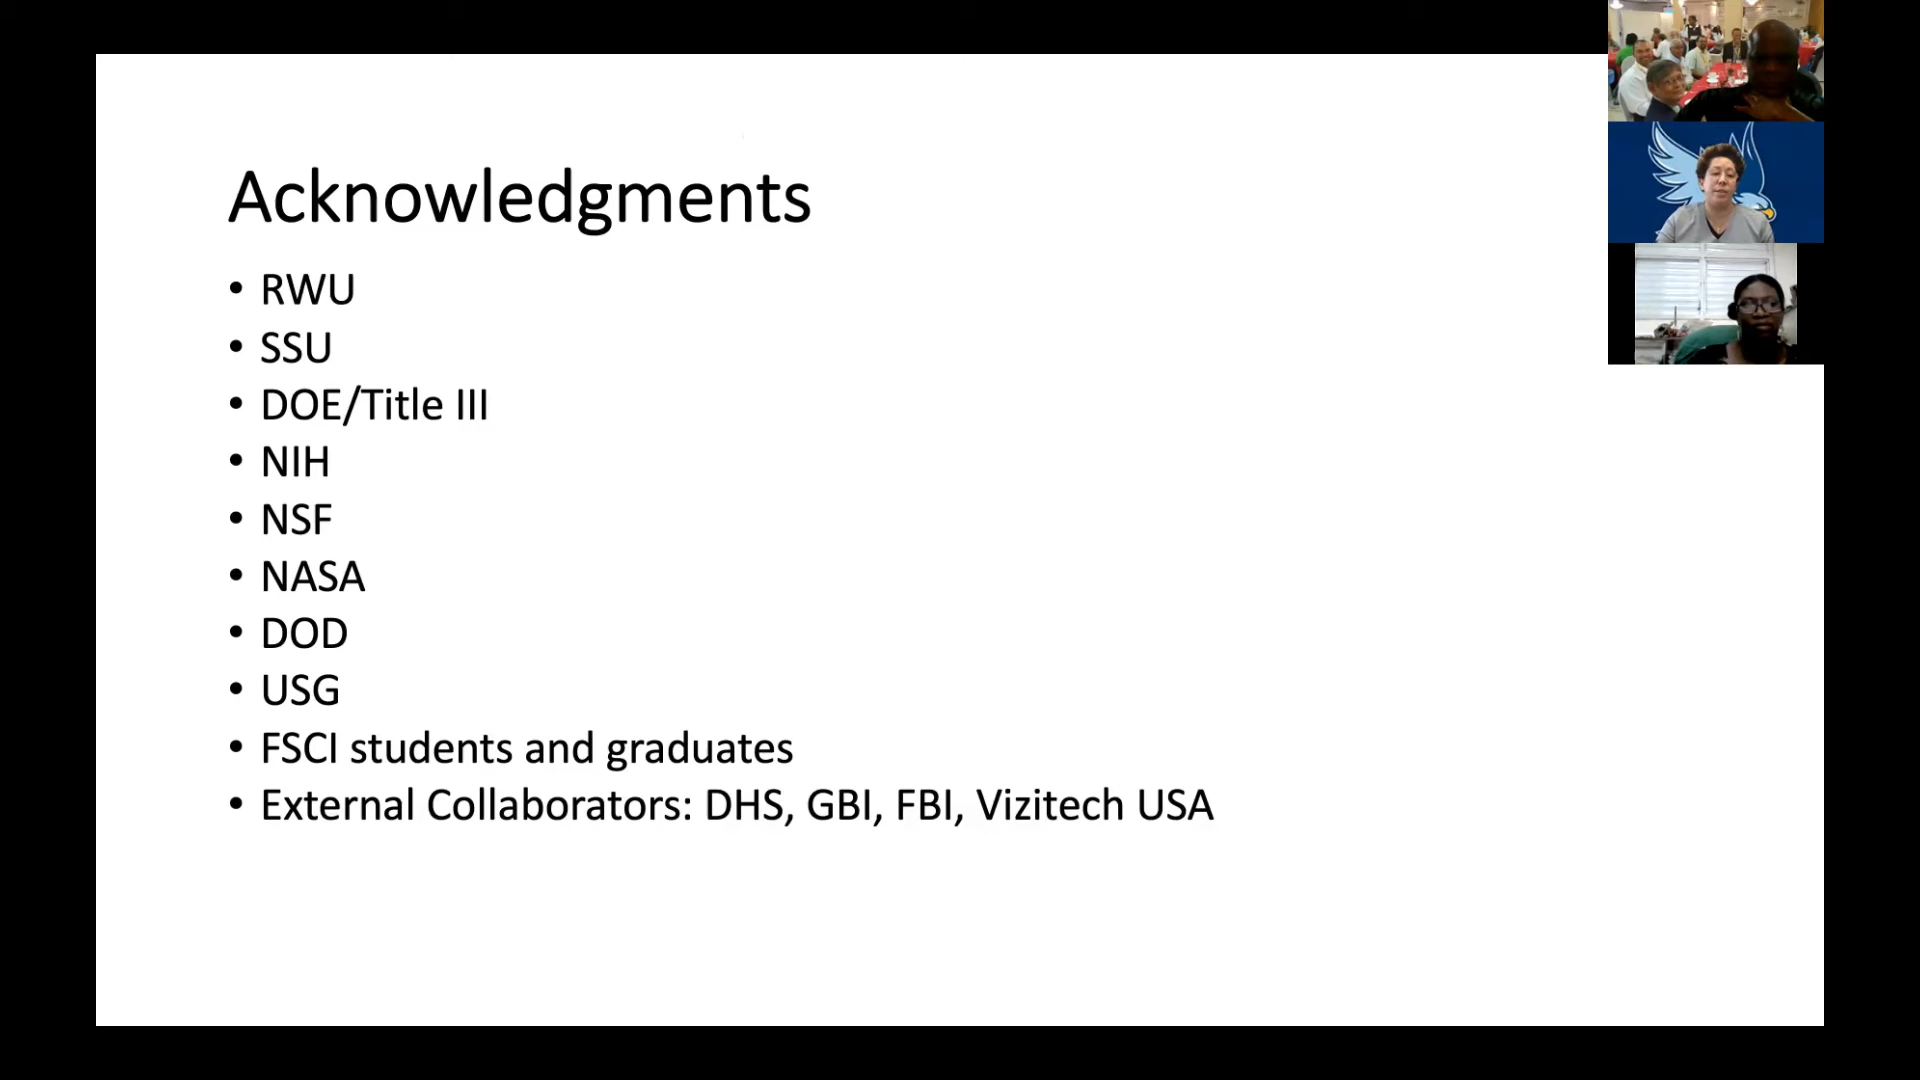 Acknowledgments
• RWU
• SSU
• DOE/Title III
• NIH
• NSF
• NASA
• DOD
• USG
• FSCI students and graduates
• External Collaborators: DHS, GBI, FBI, Vizitech USA